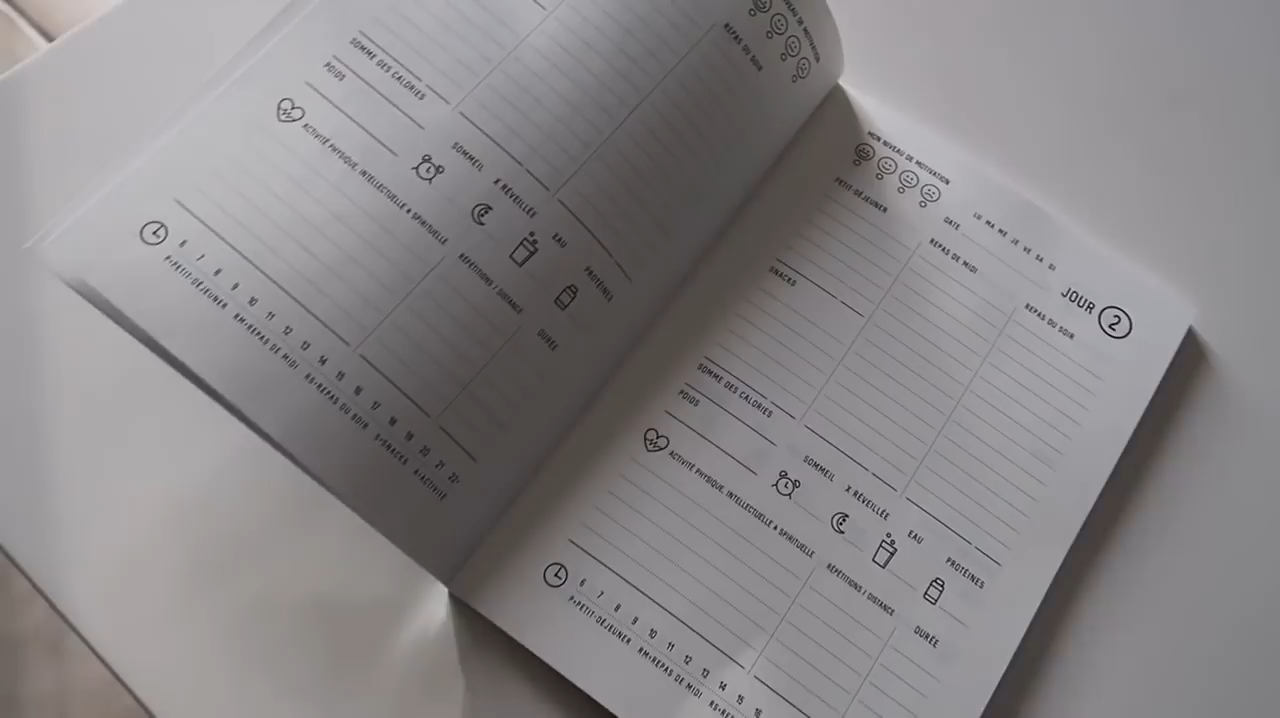 NIVEAU DE MOTIVATION
REPAS DU SOIR
SOMME DES CALORIES
POIDS
ACTIVITÉ PHYSIQUE, INTELLECTUELLE & SPIRITUELLE
SOMMEIL
X RÉVEILLÉE
EAU
PROTÉINES
RÉPÉTITIONS / DISTANCE
DURÉE
6 7 8 9 10 11 12 13 14 15 16 17 18 19 20 21 22+
P=PETIT-DÉJEUNER RM=REPAS DE MIDI RS=REPAS DU SOIR S=SNACKS A=ACTIVITÉ
MON NIVEAU DE MOTIVATION
DATE
LU MA ME JE VE SA DI
JOUR 2
PETIT-DÉJEUNER
REPAS DE MIDI
REPAS DU SOIR
SNACKS
SOMME DES CALORIES
POIDS
SOMMEIL
X RÉVEILLÉE
EAU
PROTÉINES
ACTIVITÉ PHYSIQUE, INTELLECTUELLE & SPIRITUELLE
RÉPÉTITIONS / DISTANCE
DURÉE
6 7 8 9 10 11 12 13 14 15 16
P=PETIT-DÉJEUNER RM=REPAS DE MIDI